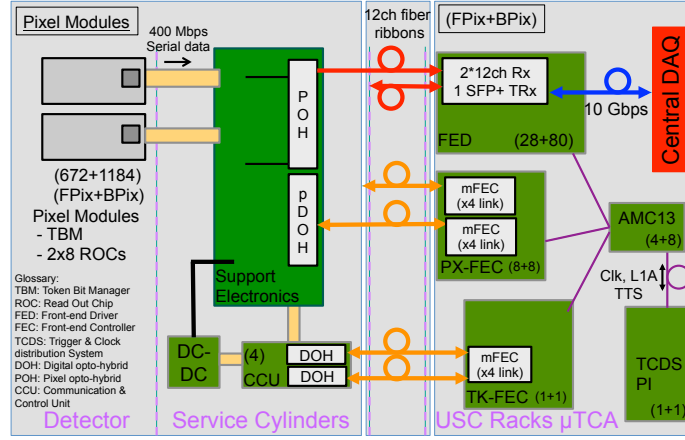 Pixel Modules
400 Mbps
Serial data
12ch fiber
ribbons
(FPix+BPix)
POH
2*12ch Rx
1 SFP+ TRx
FED
(28+80)
10 Gbps
Central DAQ
(672+1184)
(FPix+BPix)
Pixel Modules
- TBM
- 2x8 ROCs
pDOH
Support
Electronics
mFEC
(x4 link)
mFEC
(x4 link)
PX-FEC (8+8)
AMC13
(4+8)
Clk, L1A
TTS
Glossary:
TBM: Token Bit Manager
ROC: Read Out Chip
FED: Front-end Driver
FEC: Front-end Controller
TCDS: Trigger & Clock
distribution System
DOH: Digital opto-hybrid
POH: Pixel opto-hybrid
CCU: Communication &
Control Unit
DC-
DC
(4)
CCU
DOH
DOH
mFEC
(x4 link)
TK-FEC (1+1)
TCDS
PI
(1+1)
Detector
Service Cylinders
USC Racks µTCA